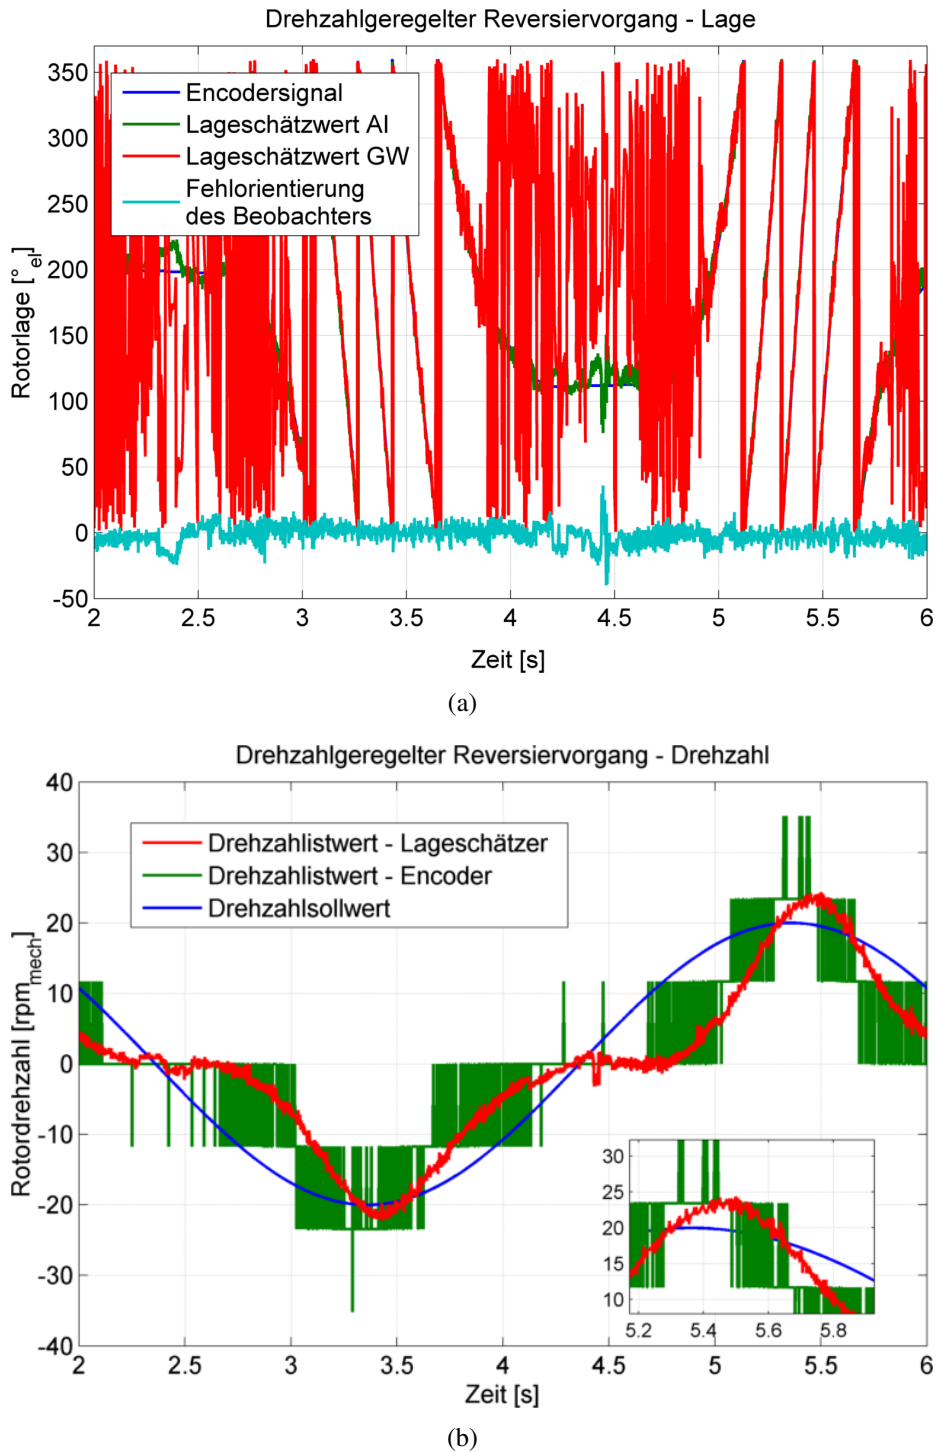 Drehzahlgeregelter Reversiervorgang - Lage
350
300
250
200
150
100
50
0
-50
Rotorlage [°el]
Encodersignal
Lageschätzwert AI
Lageschätzwert GW
Fehlorientierung
des Beobachters
2 2.5 3 3.5 4 4.5 5 5.5 6
Zeit [s]
(a)
Drehzahlgeregelter Reversiervorgang - Drehzahl
40
30
20
10
0
-10
-20
-30
-40
Rotordrehzahl [rpm mech]
Drehzahlistwert - Lageschätzer
Drehzahlistwert - Encoder
Drehzahlsollwert
30
25
20
15
10
5.2 5.4 5.6 5.8
2 2.5 3 3.5 4 4.5 5 5.5 6
Zeit [s]
(b)